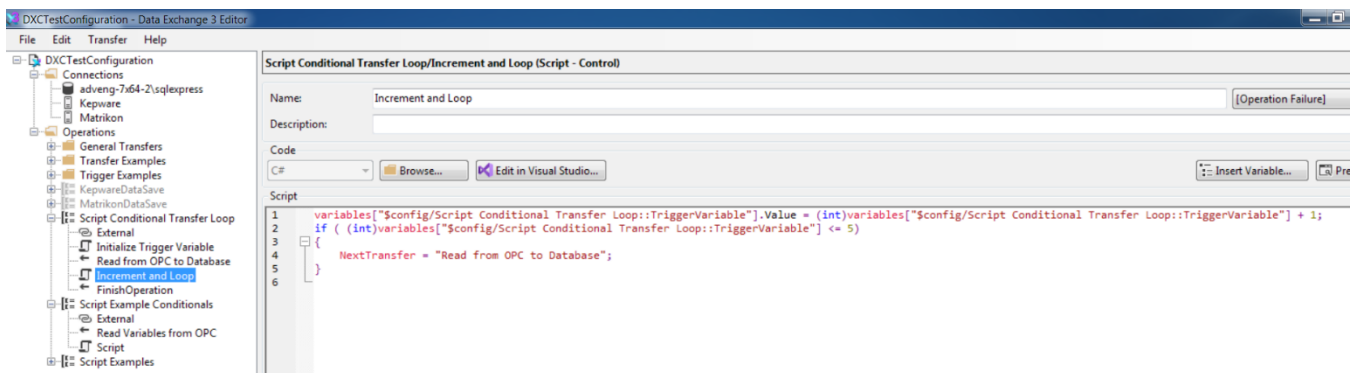 DXCTestConfiguration - Data Exchange 3 Editor
File Edit Transfer Help
DXCTestConfiguration
Connections
adveng-7x64-2\sqlexpress
Kepware
Matrikon
Operations
General Transfers
Transfer Examples
Trigger Examples
KepwareDataSave
MatrikonDataSave
Script Conditional Transfer Loop
External
Initialize Trigger Variable
Read from OPC to Database
Increment and Loop
FinishOperation
Script Example Conditionals
External
Read Variables from OPC
Script
Script Examples
Script Conditional Transfer Loop/Increment and Loop (Script - Control)
Name: Increment and Loop [Operation Failure]
Description:
Code
C# Browse... Edit in Visual Studio... Insert Variable... Pre
Script
1 variables["$config/Script Conditional Transfer Loop::TriggerVariable"].Value = (int)variables["$config/Script Conditional Transfer Loop::TriggerVariable"] + 1;
2 if ( (int)variables["$config/Script Conditional Transfer Loop::TriggerVariable"] <= 5)
3 {
4 NextTransfer = "Read from OPC to Database";
5 }
6